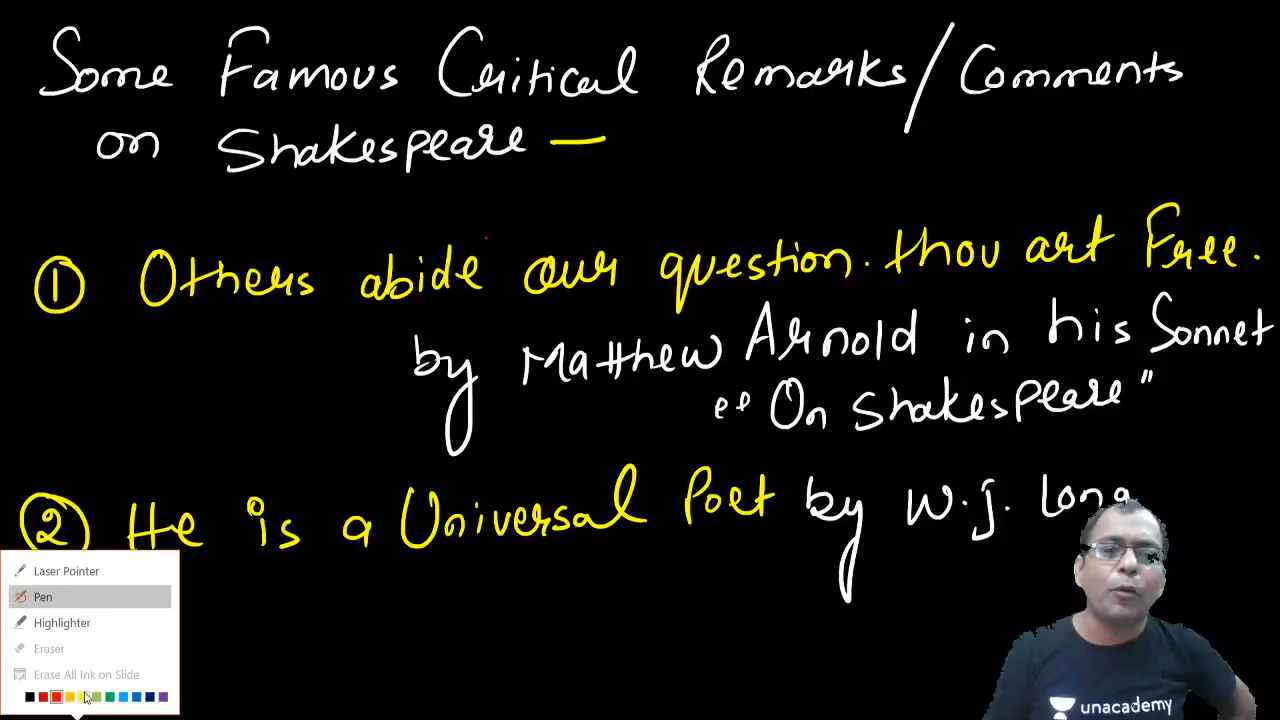 Some Famous Critical Remarks/Comments
on Shakespeare —
① Others abide our question. thou art Free.
by Matthew Arnold in his Sonnet
"On Shakespeare"
② He is a Universal Poet by W.J. Long
Laser Pointer
Pen
Highlighter
Eraser
Erase All Ink on Slide
unacademy